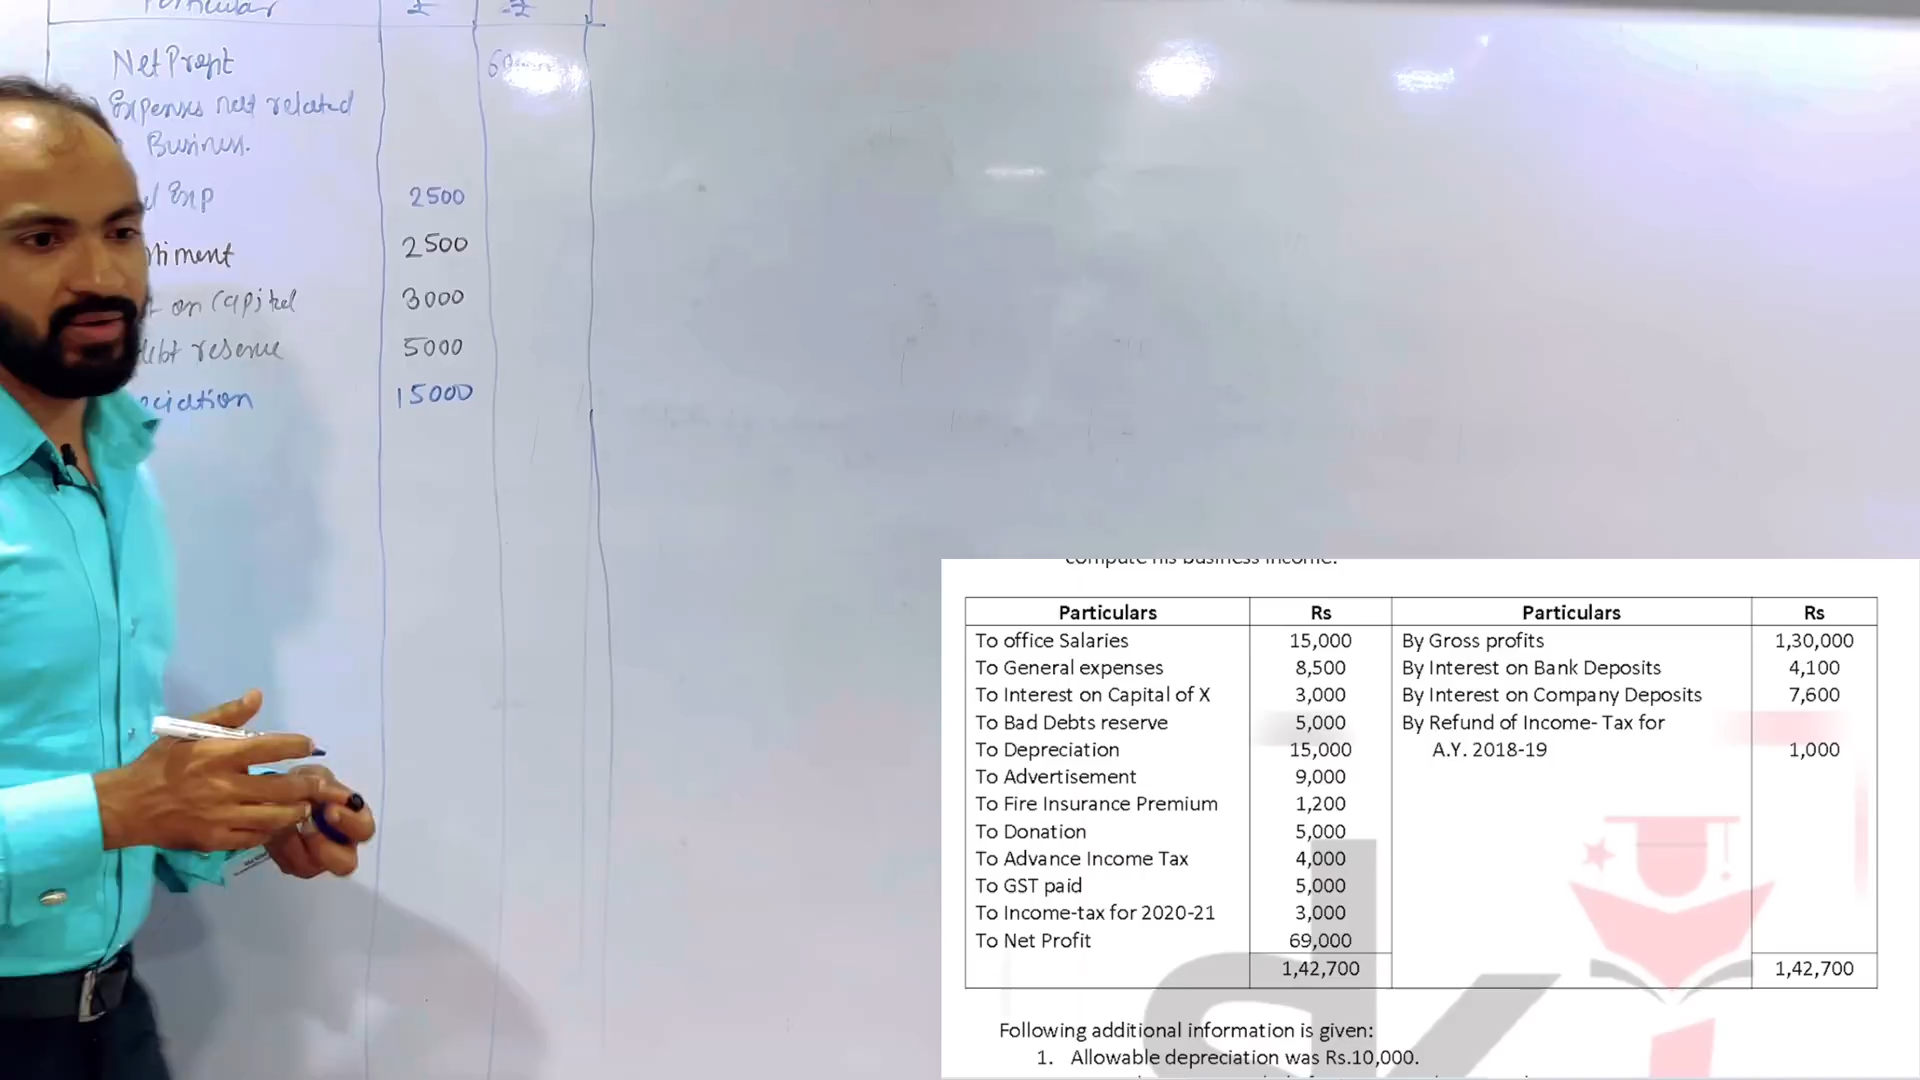 Particular ₹ ₹
Net Profit
Expenses not related
Business.
Exp 2500
timent 2500
on Capital 3000
debt reserve 5000
eciation 15000
compute his business income.
Particulars Rs Particulars Rs
To office Salaries 15,000 By Gross profits 1,30,000
To General expenses 8,500 By Interest on Bank Deposits 4,100
To Interest on Capital of X 3,000 By Interest on Company Deposits 7,600
To Bad Debts reserve 5,000 By Refund of Income- Tax for
To Depreciation 15,000 A.Y. 2018-19 1,000
To Advertisement 9,000
To Fire Insurance Premium 1,200
To Donation 5,000
To Advance Income Tax 4,000
To GST paid 5,000
To Income-tax for 2020-21 3,000
To Net Profit 69,000
1,42,700 1,42,700
Following additional information is given:
1. Allowable depreciation was Rs.10,000.